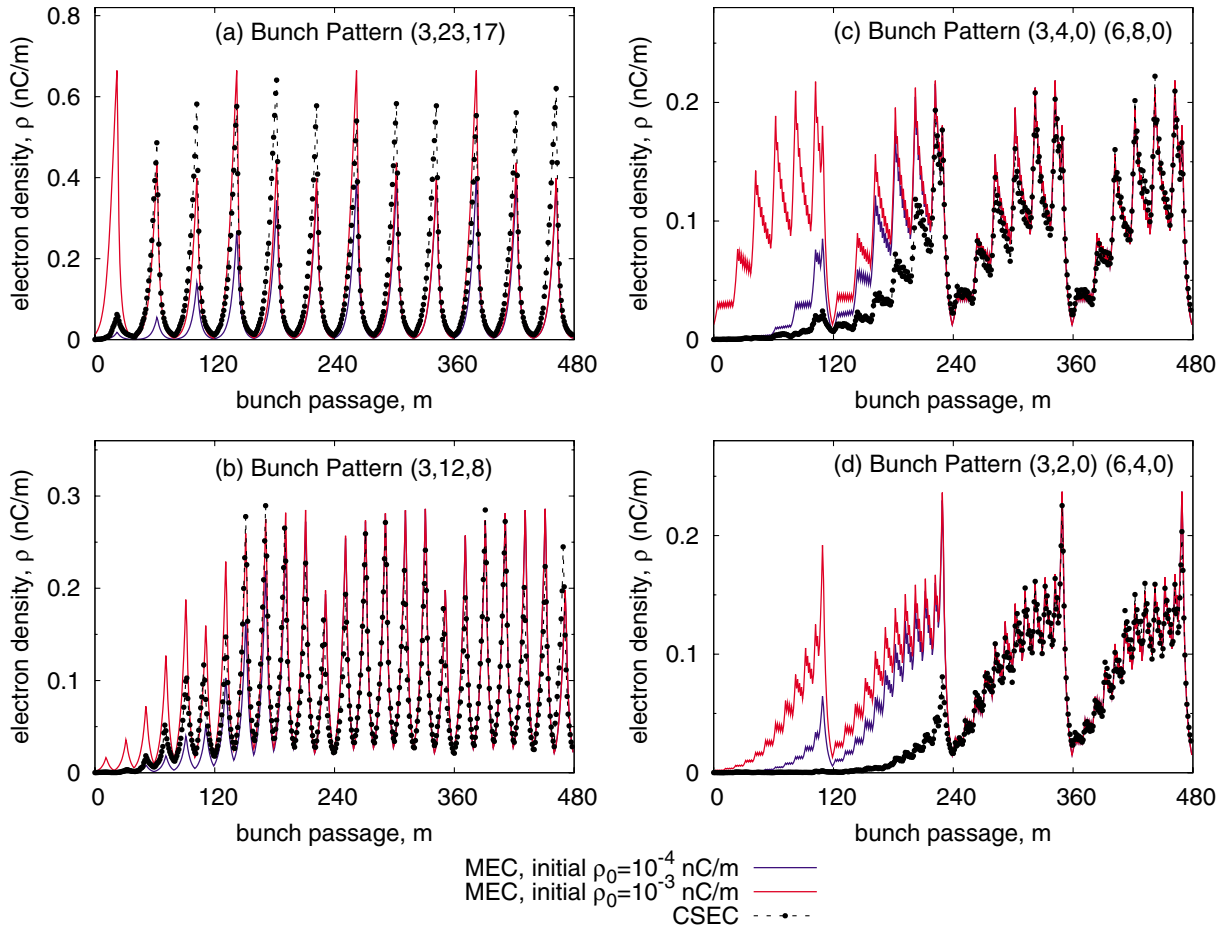 (a) Bunch Pattern (3,23,17)
electron density, ρ (nC/m)
0.8
0.6
0.4
0.2
0
0 120 240 360 480
bunch passage, m
(c) Bunch Pattern (3,4,0) (6,8,0)
electron density, ρ (nC/m)
0.2
0.1
0
0 120 240 360 480
bunch passage, m
(b) Bunch Pattern (3,12,8)
electron density, ρ (nC/m)
0.3
0.2
0.1
0
0 120 240 360 480
bunch passage, m
(d) Bunch Pattern (3,2,0) (6,4,0)
electron density, ρ (nC/m)
0.2
0.1
0
0 120 240 360 480
bunch passage, m
MEC, initial ρ₀=10⁻⁴ nC/m
MEC, initial ρ₀=10⁻³ nC/m
CSEC